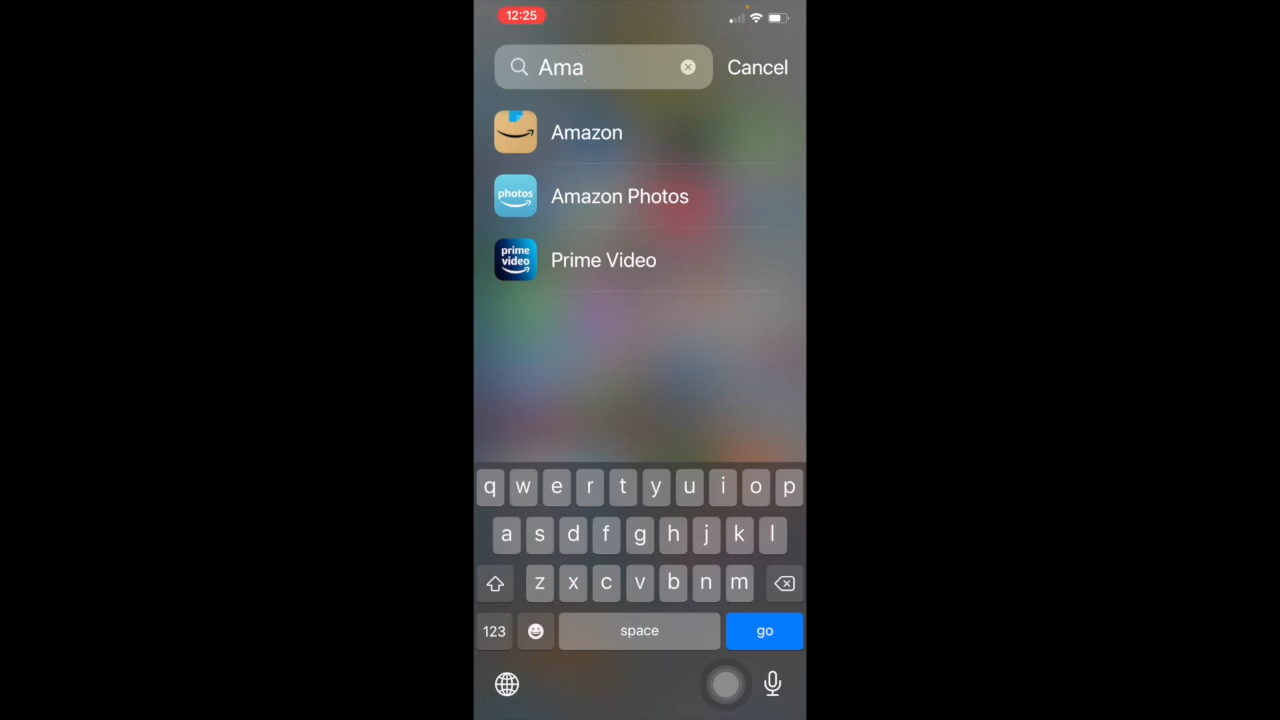 12:25
Ama
Cancel
Amazon
photos
Amazon Photos
prime
video
Prime Video
q w e r t y u i o p
a s d f g h j k l
z x c v b n m
123
space
go